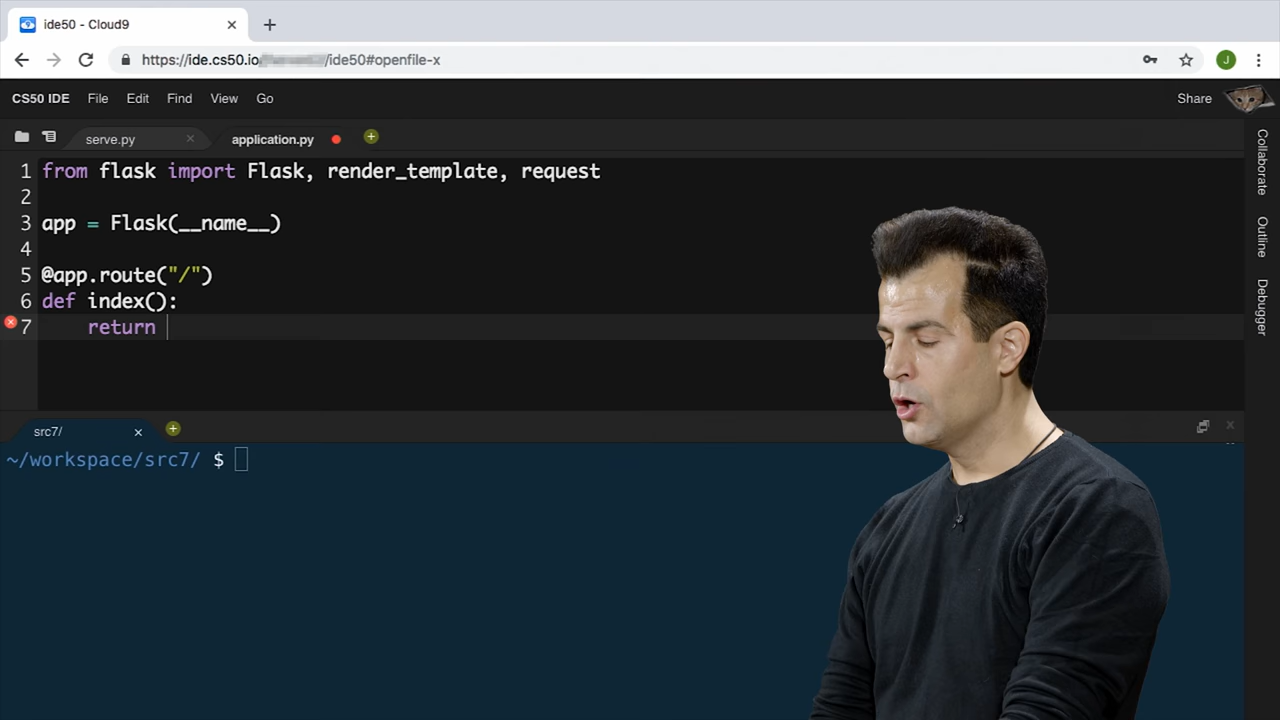 ide50 - Cloud9
https://ide.cs50.io/ /ide50#openfile-x
J
CS50 IDE File Edit Find View Go Share
serve.py application.py
1 from flask import Flask, render_template, request
2
3 app = Flask(__name__)
4
5 @app.route("/")
6 def index():
7     return
Collaborate
Outline
Debugger
src7/
~/workspace/src7/ $